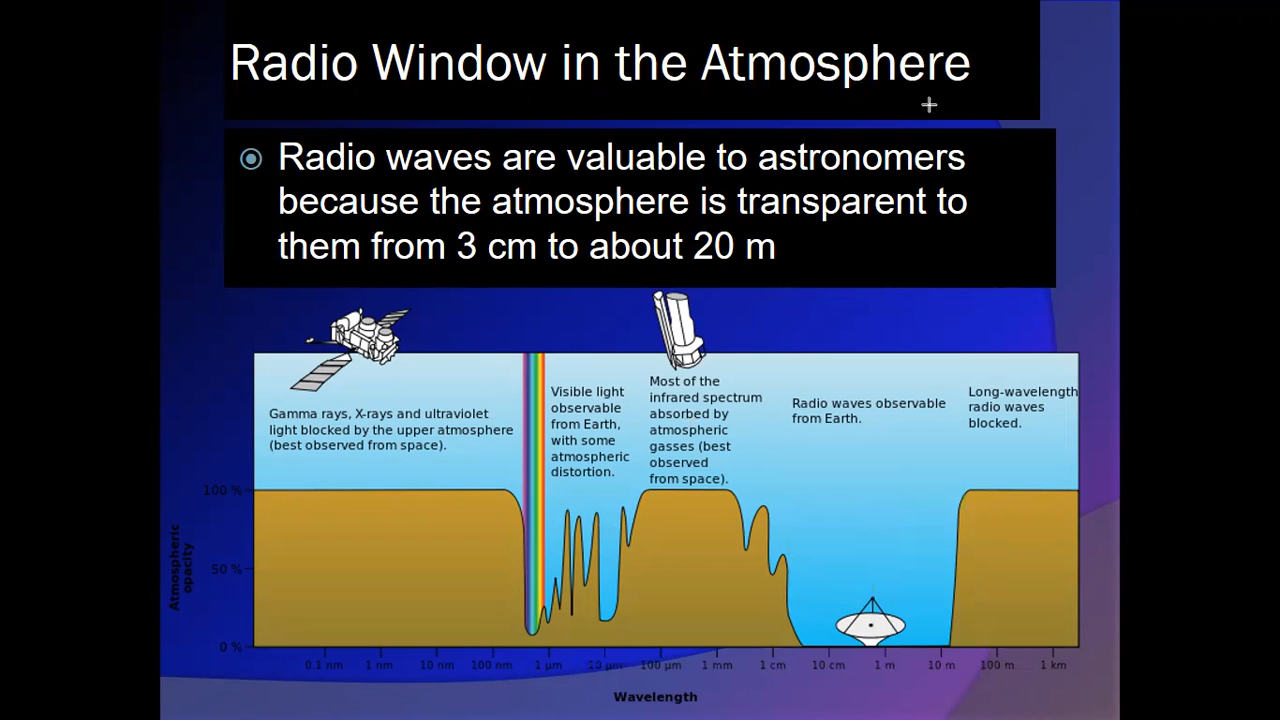 Radio Window in the Atmosphere
Radio waves are valuable to astronomers
because the atmosphere is transparent to
them from 3 cm to about 20 m
Gamma rays, X-rays and ultraviolet
light blocked by the upper atmosphere
(best observed from space).
Visible light
observable
from Earth,
with some
atmospheric
distortion.
Most of the
infrared spectrum
absorbed by
atmospheric
gasses (best
observed
from space).
Radio waves observable
from Earth.
Long-wavelength
radio waves
blocked.
Atmospheric
opacity
100 %
50 %
0 %
0.1 nm 1 nm 10 nm 100 nm 1 µm 10 µm 100 µm 1 mm 1 cm 10 cm 1 m 10 m 100 m 1 km
Wavelength